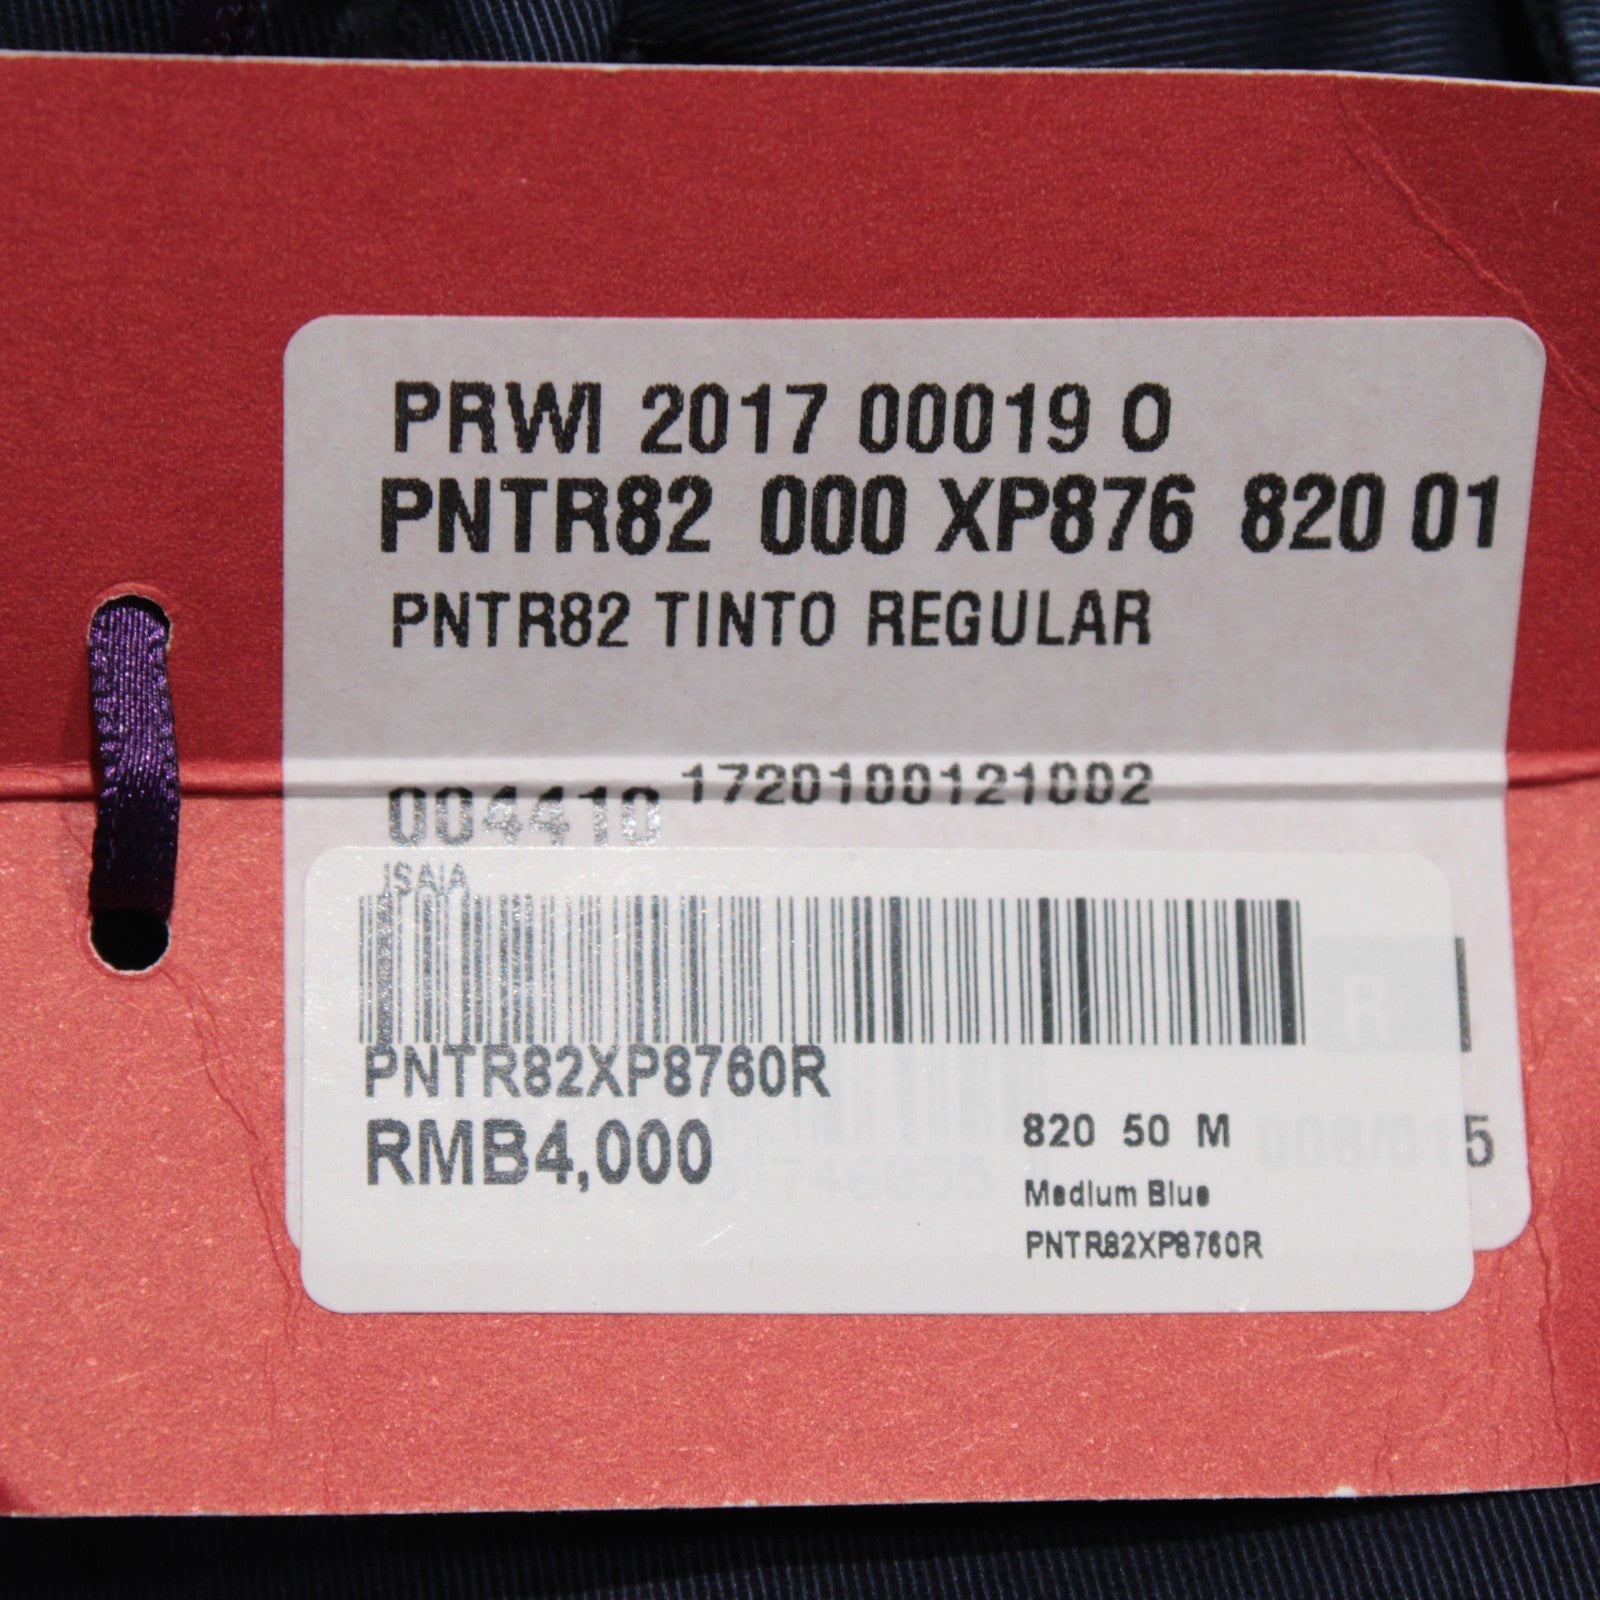 PRWI 2017 00019 O
PNTR82 000 XP876 820 01
PNTR82 TINTO REGULAR
004410 1720100121002
ISAIA
PNTR82XP8760R
RMB4,000
820 50 M
Medium Blue
PNTR82XP8760R